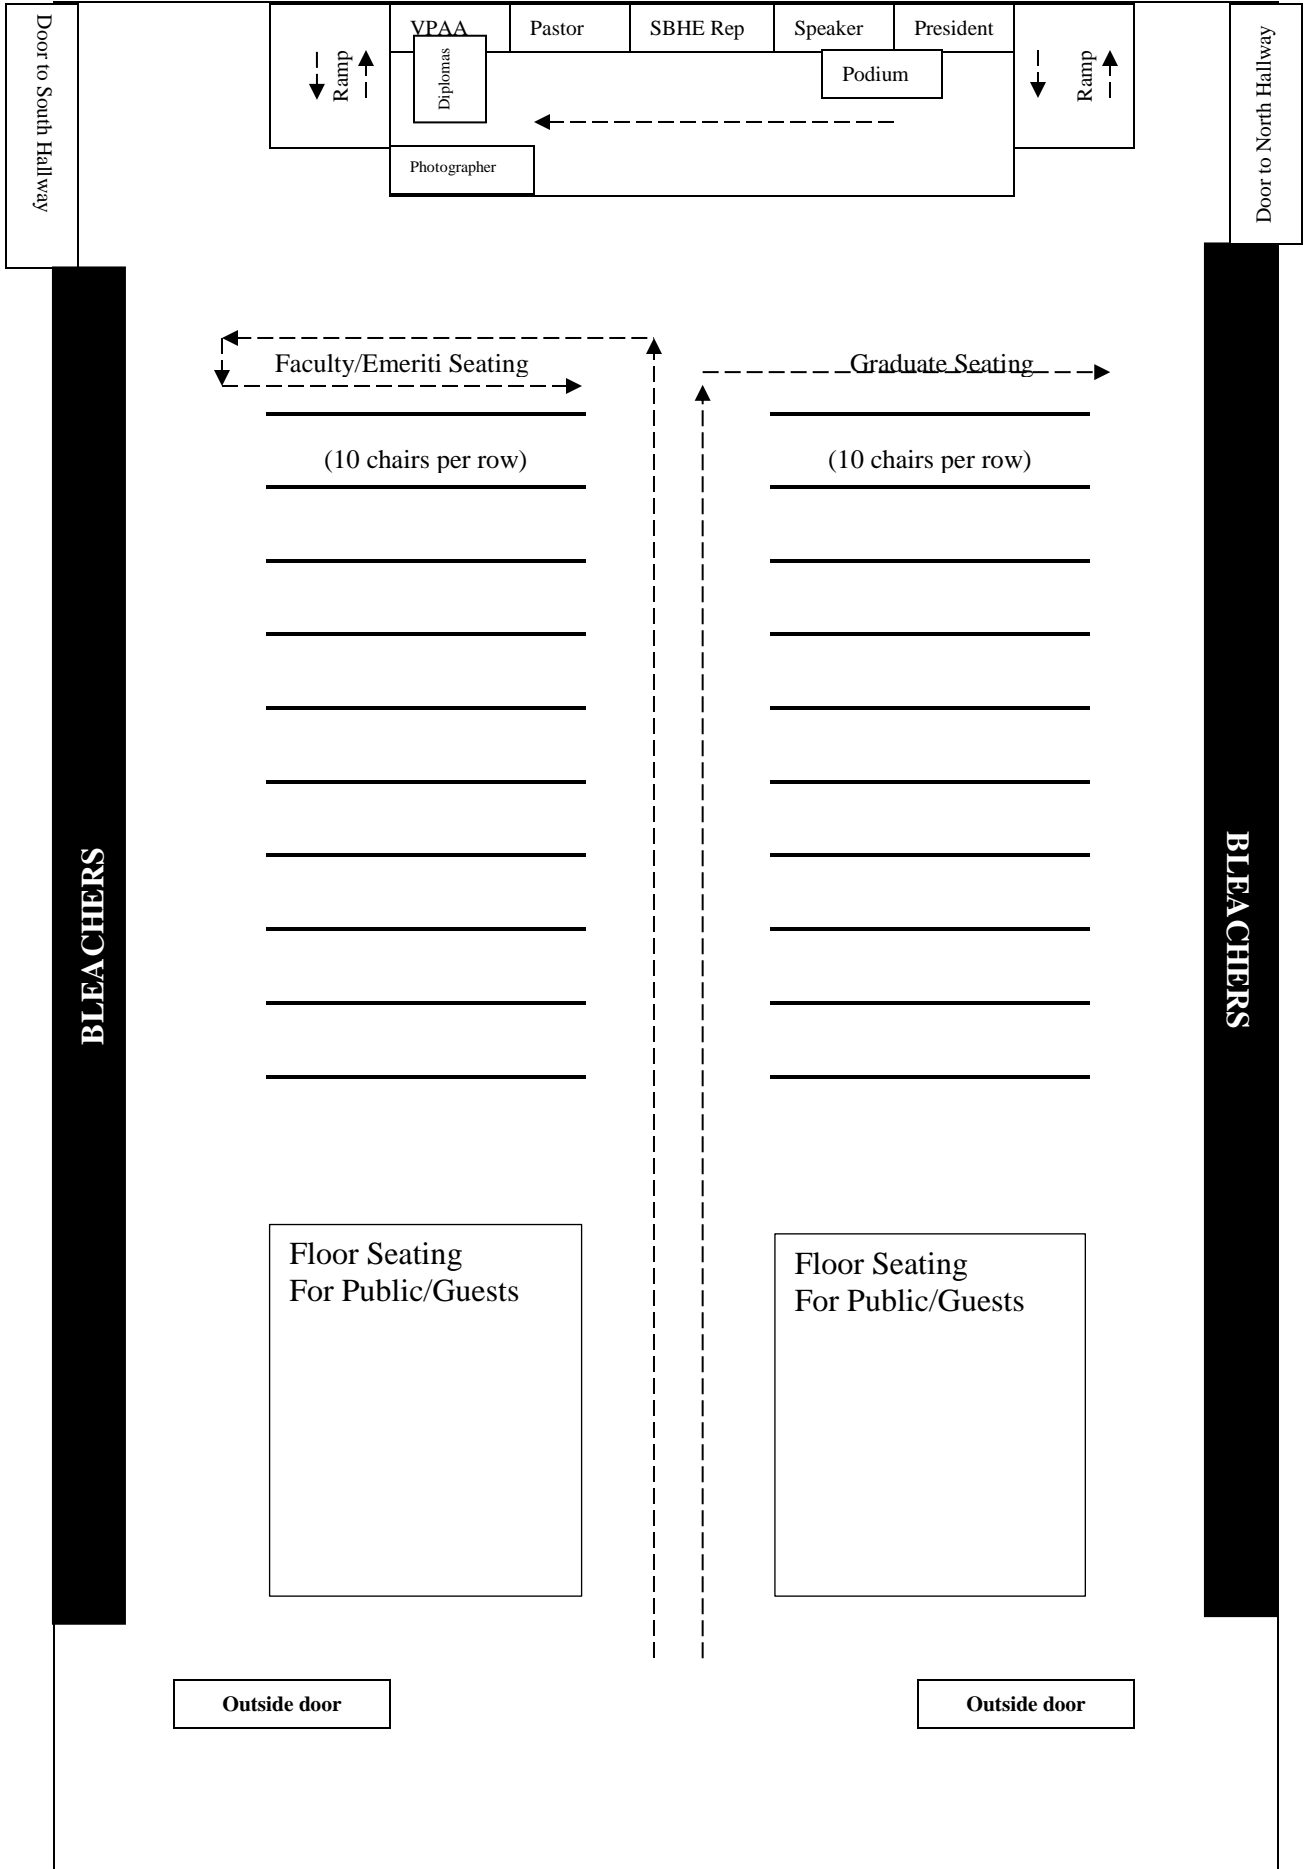 Door to South Hallway
Ramp
VPAA
Pastor
SBHE Rep
Speaker
President
Ramp
Door to North Hallway
Diplomas
Podium
Photographer
Faculty/Emeriti Seating
Graduate Seating
(10 chairs per row)
(10 chairs per row)
BLEACHERS
BLEACHERS
Floor Seating
For Public/Guests
Floor Seating
For Public/Guests
Outside door
Outside door